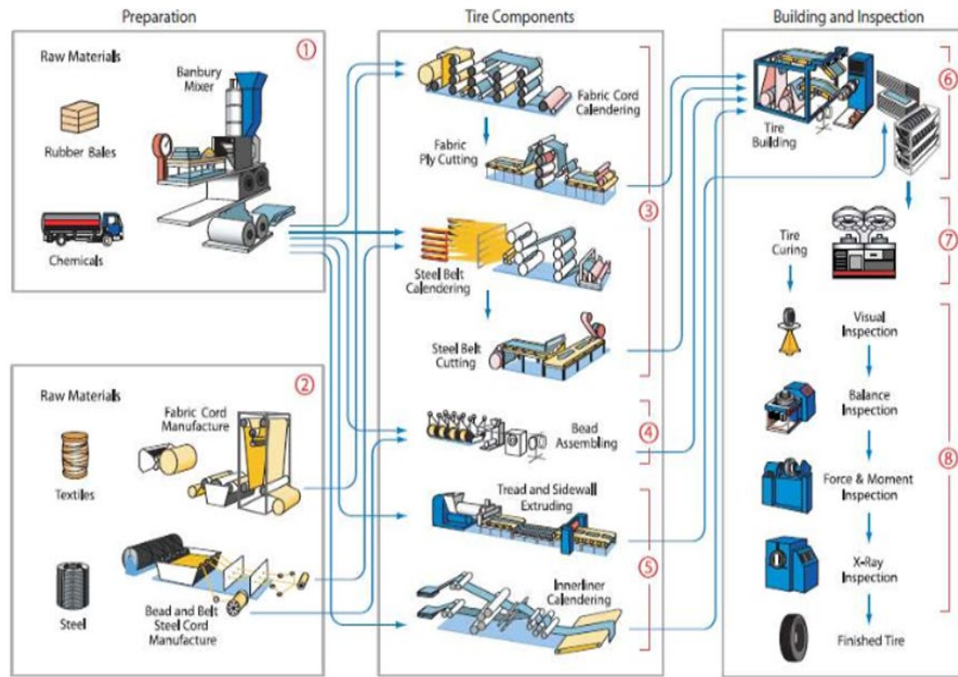 Preparation
Raw Materials
①
Banbury
Mixer
Rubber Bales
Chemicals
Raw Materials
②
Fabric Cord
Manufacture
Textiles
Steel
Bead and Belt
Steel Cord
Manufacture
Tire Components
Fabric Cord
Calendering
Fabric
Ply Cutting
③
Steel Belt
Calendering
Steel Belt
Cutting
Bead
Assembling
④
Tread and Sidewall
Extruding
⑤
Innerliner
Calendering
Building and Inspection
⑥
Tire
Building
⑦
Tire
Curing
Visual
Inspection
Balance
Inspection
⑧
Force & Moment
Inspection
X-Ray
Inspection
Finished Tire